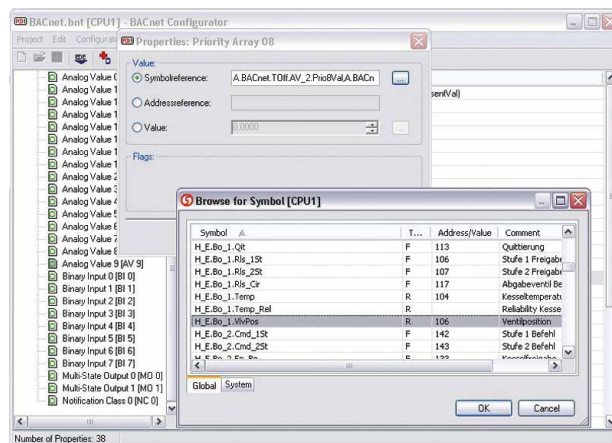 BACnet.bnt [CPU1] - BACnet Configurator
Project Edit
Properties: Priority Array 08
Value:
Symbolreference:
A.BACnet.TOff.AV_2.Prio8Val,A.BACn
...
Addressreference:
Value:
0.0000
...
Flags:
Analog Value
Analog Value 1
Analog Value 1
Analog Value 1
Analog Value 1
Analog Value 1
Analog Value 1
Analog Value 1
Analog Value 2
Analog Value 3
Analog Value 4
Analog Value 5
Analog Value 6
Analog Value 7
Analog Value 8
Analog Value 9 [AV 9]
Binary Input 0 [BI 0]
Binary Input 1 [BI 1]
Binary Input 2 [BI 2]
Binary Input 3 [BI 3]
Binary Input 4 [BI 4]
Binary Input 5 [BI 5]
Binary Input 6 [BI 6]
Binary Input 7 [BI 7]
Multi-State Output 0 [MO 0]
Multi-State Output 1 [MO 1]
Notification Class 0 [NC 0]
Browse for Symbol [CPU1]
Symbol T... Address/Value Comment
H_E.Bo_1.Qit F 113 Quittierung
H_E.Bo_1.Rls_1St F 106 Stufe 1 Freigabe
H_E.Bo_1.Rls_2St F 107 Stufe 2 Freigabe
H_E.Bo_1.Rls_Cir F 117 Abgabeventil Be
H_E.Bo_1.Temp R 104 Kesseltemperatu
H_E.Bo_1.Temp_Rel R Reliability Kesse
H_E.Bo_1.VlvPos R 106 Ventilposition
H_E.Bo_2.Cmd_1St F 142 Stufe 1 Befehl
H_E.Bo_2.Cmd_2St F 143 Stufe 2 Befehl
Global System
OK Cancel
Number of Properties: 38